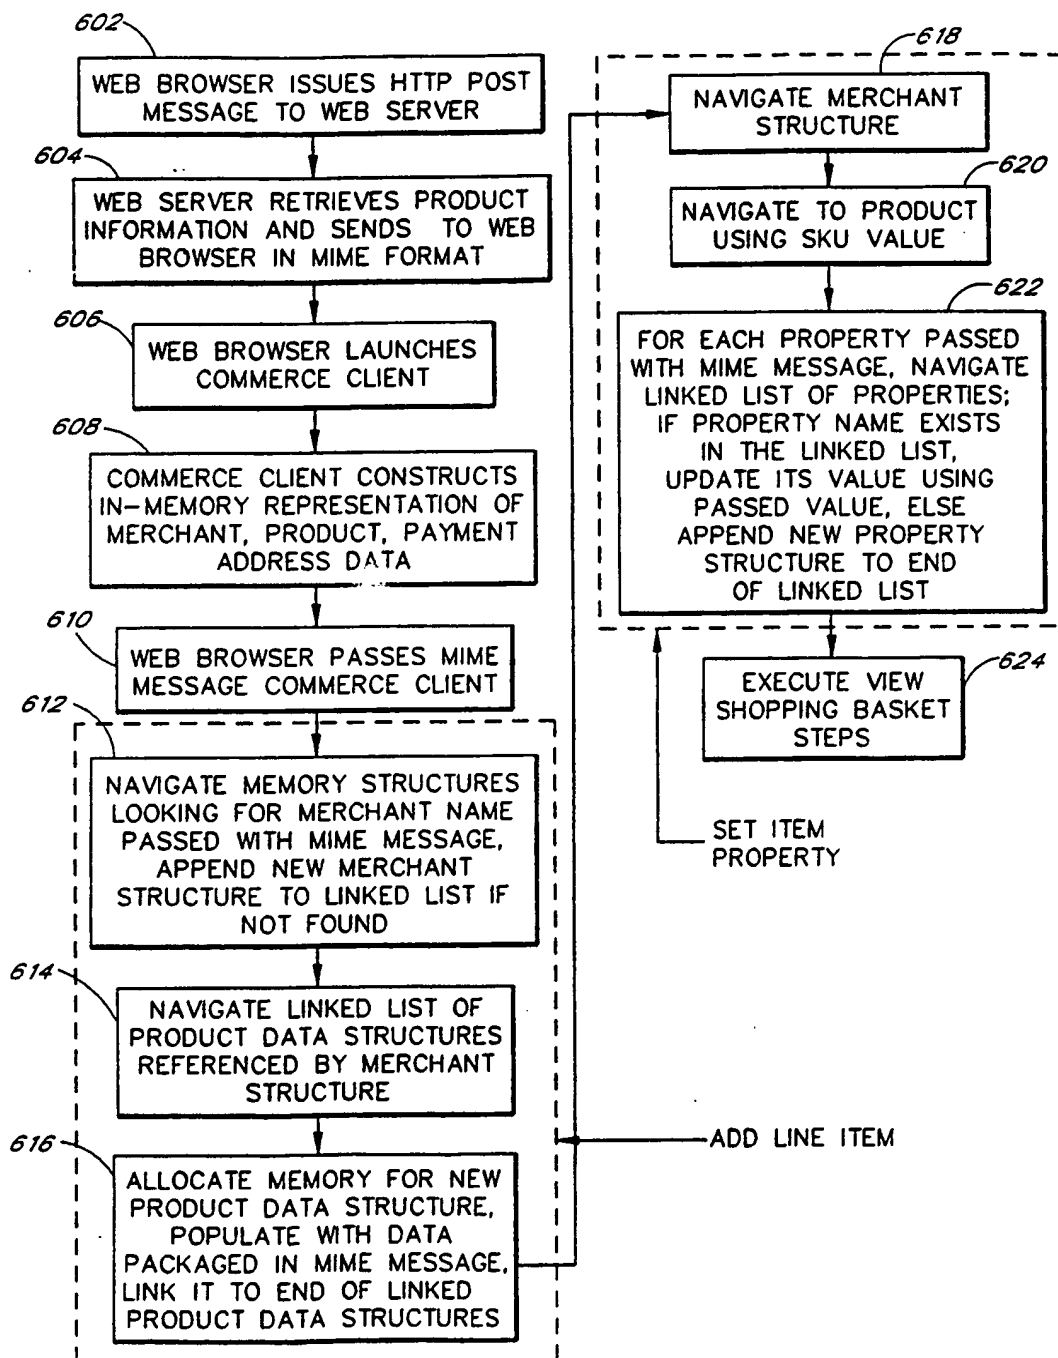 602
WEB BROWSER ISSUES HTTP POST
MESSAGE TO WEB SERVER
604
WEB SERVER RETRIEVES PRODUCT
INFORMATION AND SENDS TO WEB
BROWSER IN MIME FORMAT
606
WEB BROWSER LAUNCHES
COMMERCE CLIENT
608
COMMERCE CLIENT CONSTRUCTS
IN-MEMORY REPRESENTATION OF
MERCHANT, PRODUCT, PAYMENT
ADDRESS DATA
610
WEB BROWSER PASSES MIME
MESSAGE COMMERCE CLIENT
612
NAVIGATE MEMORY STRUCTURES
LOOKING FOR MERCHANT NAME
PASSED WITH MIME MESSAGE,
APPEND NEW MERCHANT
STRUCTURE TO LINKED LIST IF
NOT FOUND
614
NAVIGATE LINKED LIST OF
PRODUCT DATA STRUCTURES
REFERENCED BY MERCHANT
STRUCTURE
616
ALLOCATE MEMORY FOR NEW
PRODUCT DATA STRUCTURE,
POPULATE WITH DATA
PACKAGED IN MIME MESSAGE,
LINK IT TO END OF LINKED
PRODUCT DATA STRUCTURES
ADD LINE ITEM
618
NAVIGATE MERCHANT
STRUCTURE
620
NAVIGATE TO PRODUCT
USING SKU VALUE
622
FOR EACH PROPERTY PASSED
WITH MIME MESSAGE, NAVIGATE
LINKED LIST OF PROPERTIES;
IF PROPERTY NAME EXISTS
IN THE LINKED LIST,
UPDATE ITS VALUE USING
PASSED VALUE, ELSE
APPEND NEW PROPERTY
STRUCTURE TO END
OF LINKED LIST
624
EXECUTE VIEW
SHOPPING BASKET
STEPS
SET ITEM
PROPERTY